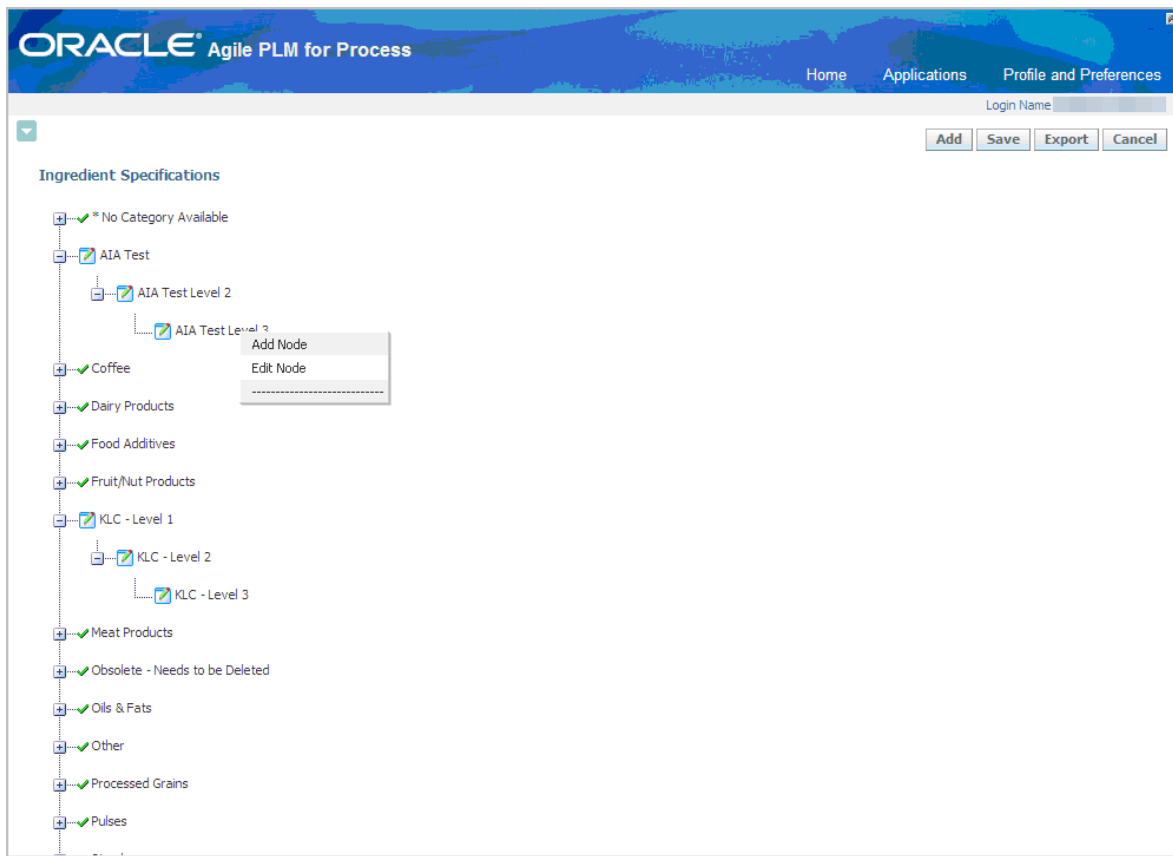 ORACLE® Agile PLM for Process
Home Applications Profile and Preferences
Login Name
Add Save Export Cancel
Ingredient Specifications
* No Category Available
AIA Test
AIA Test Level 2
AIA Test Level 3
Add Node
Edit Node
----------------------------
Coffee
Dairy Products
Food Additives
Fruit/Nut Products
KLC - Level 1
KLC - Level 2
KLC - Level 3
Meat Products
Obsolete - Needs to be Deleted
Oils & Fats
Other
Processed Grains
Pulses